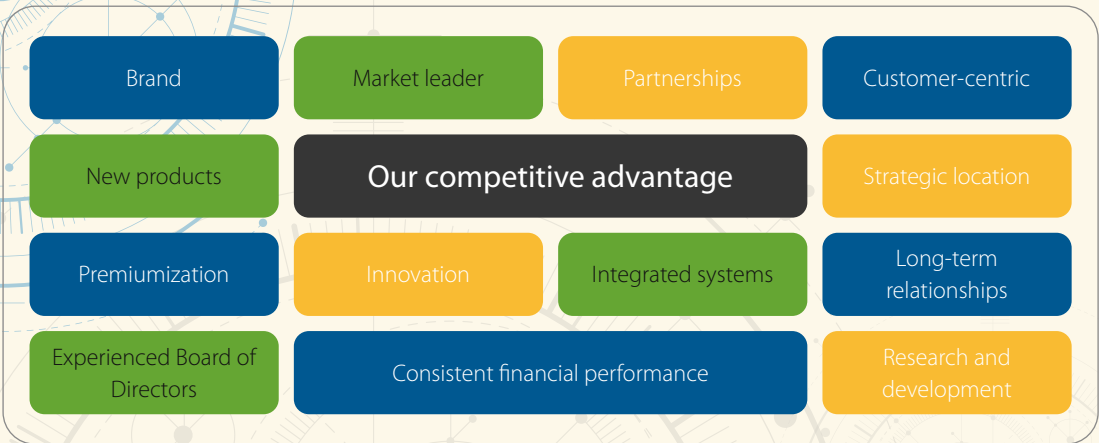 Brand
Market leader
Partnerships
Customer-centric
New products
Our competitive advantage
Strategic location
Premiumization
Innovation
Integrated systems
Long-term
relationships
Experienced Board of
Directors
Consistent financial performance
Research and
development